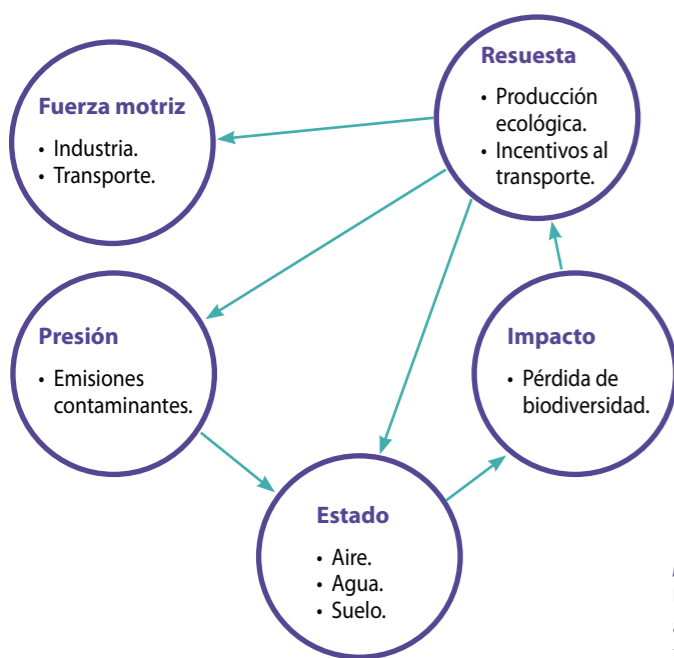 Fuerza motriz
• Industria.
• Transporte.
Resuesta
• Producción
ecológica.
• Incentivos al
transporte.
Presión
• Emisiones
contaminantes.
Impacto
• Pérdida de
biodiversidad.
Estado
• Aire.
• Agua.
• Suelo.